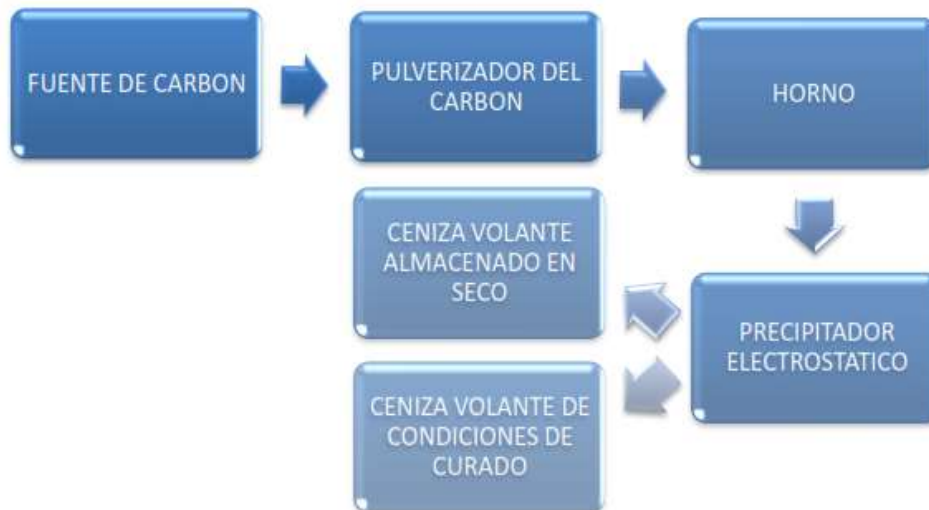 FUENTE DE CARBON
PULVERIZADOR DEL
CARBON
HORNO
CENIZA VOLANTE
ALMACENADO EN
SECO
PRECIPITADOR
ELECTROSTATICO
CENIZA VOLANTE DE
CONDICIONES DE
CURADO